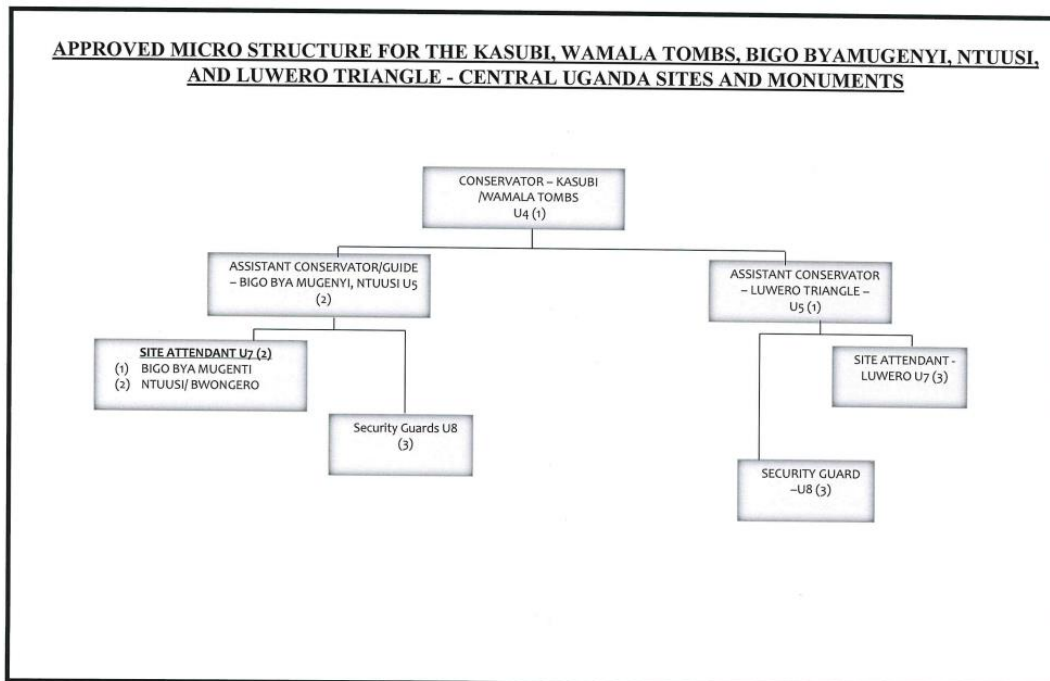 APPROVED MICRO STRUCTURE FOR THE KASUBI, WAMALA TOMBS, BIGO BYAMUGENYI, NTUUSI,
AND LUWERO TRIANGLE - CENTRAL UGANDA SITES AND MONUMENTS
CONSERVATOR – KASUBI
/WAMALA TOMBS
U4 (1)
ASSISTANT CONSERVATOR/GUIDE
– BIGO BYA MUGENYI, NTUUSI U5
(2)
ASSISTANT CONSERVATOR
– LUWERO TRIANGLE –
U5 (1)
SITE ATTENDANT U7 (2)
(1) BIGO BYA MUGENTI
(2) NTUUSI/ BWONGERO
SITE ATTENDANT -
LUWERO U7 (3)
Security Guards U8
(3)
SECURITY GUARD
–U8 (3)